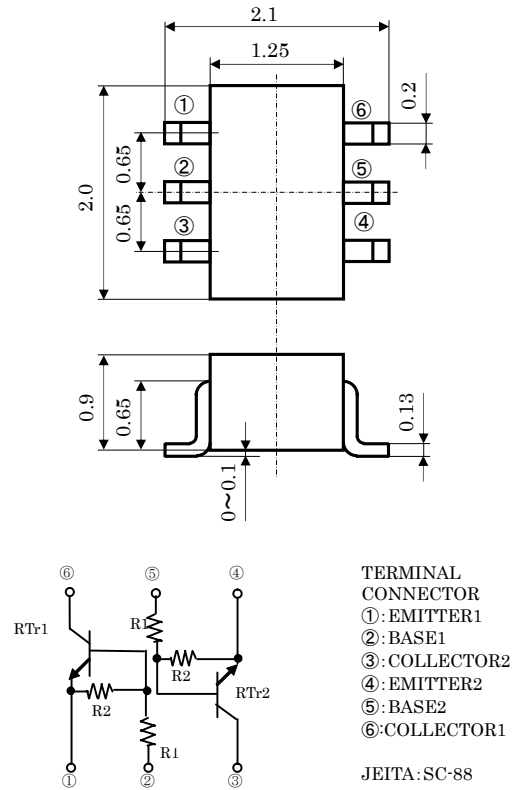 2.1
1.25
①
⑥
0.2
0.65
②
⑤
2.0
0.65
③
④
0.9
0.65
0.13
0~0.1
⑥
⑤
④
RTr1
R1
R2
RTr2
R2
R1
①
②
③
TERMINAL
CONNECTOR
①:EMITTER1
②:BASE1
③:COLLECTOR2
④:EMITTER2
⑤:BASE2
⑥:COLLECTOR1
JEITA:SC-88